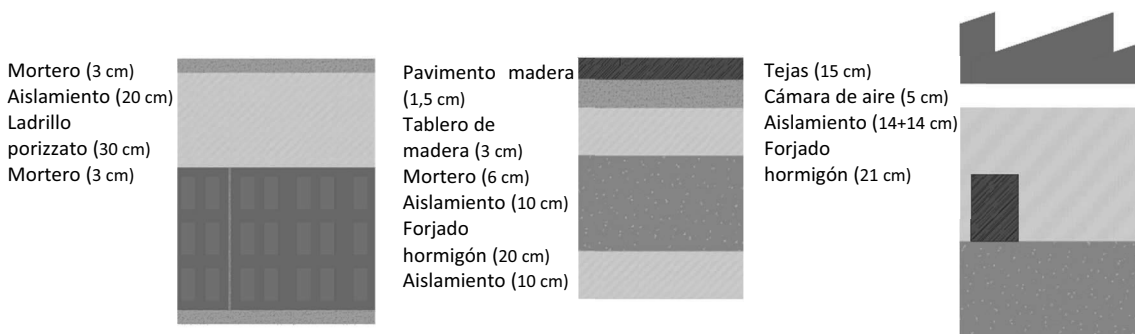 Mortero (3 cm)
Aislamiento (20 cm)
Ladrillo
porizzato (30 cm)
Mortero (3 cm)
Pavimento madera
(1,5 cm)
Tablero de
madera (3 cm)
Mortero (6 cm)
Aislamiento (10 cm)
Forjado
hormigón (20 cm)
Aislamiento (10 cm)
Tejas (15 cm)
Cámara de aire (5 cm)
Aislamiento (14+14 cm)
Forjado
hormigón (21 cm)